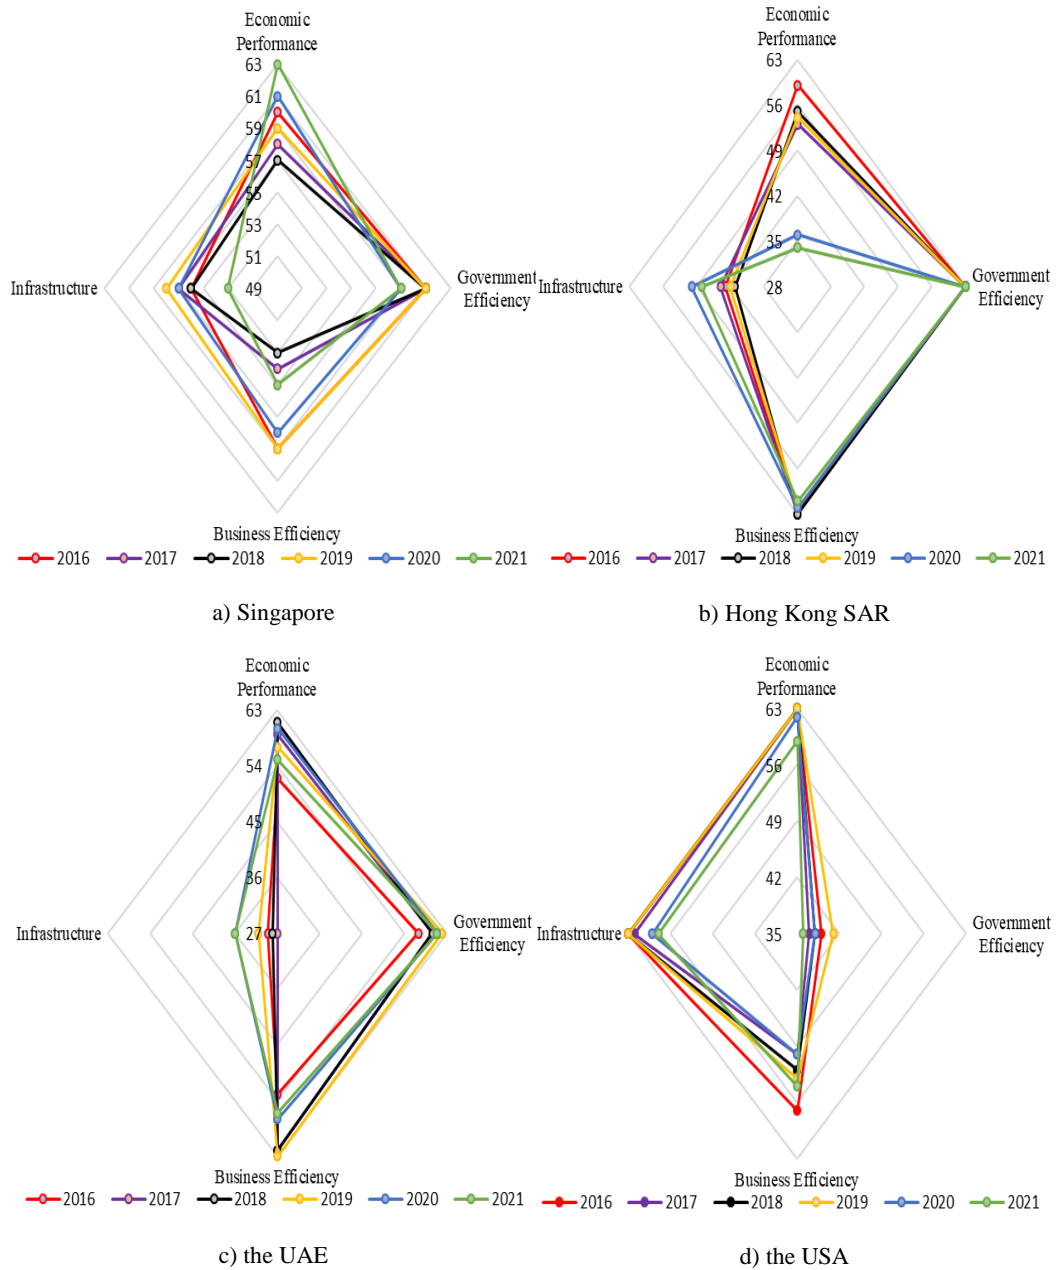 Economic
Performance
63
61
59
57
55
53
51
49
Infrastructure
Government
Efficiency
Business Efficiency
2016 2017 2018 2019 2020 2021
a) Singapore
Economic
Performance
63
56
49
42
35
28
Infrastructure
Government
Efficiency
Business Efficiency
2016 2017 2018 2019 2020 2021
b) Hong Kong SAR
Economic
Performance
63
54
45
36
27
Infrastructure
Government
Efficiency
Business Efficiency
2016 2017 2018 2019 2020 2021
c) the UAE
Economic
Performance
63
56
49
42
35
Infrastructure
Government
Efficiency
Business Efficiency
2016 2017 2018 2019 2020 2021
d) the USA